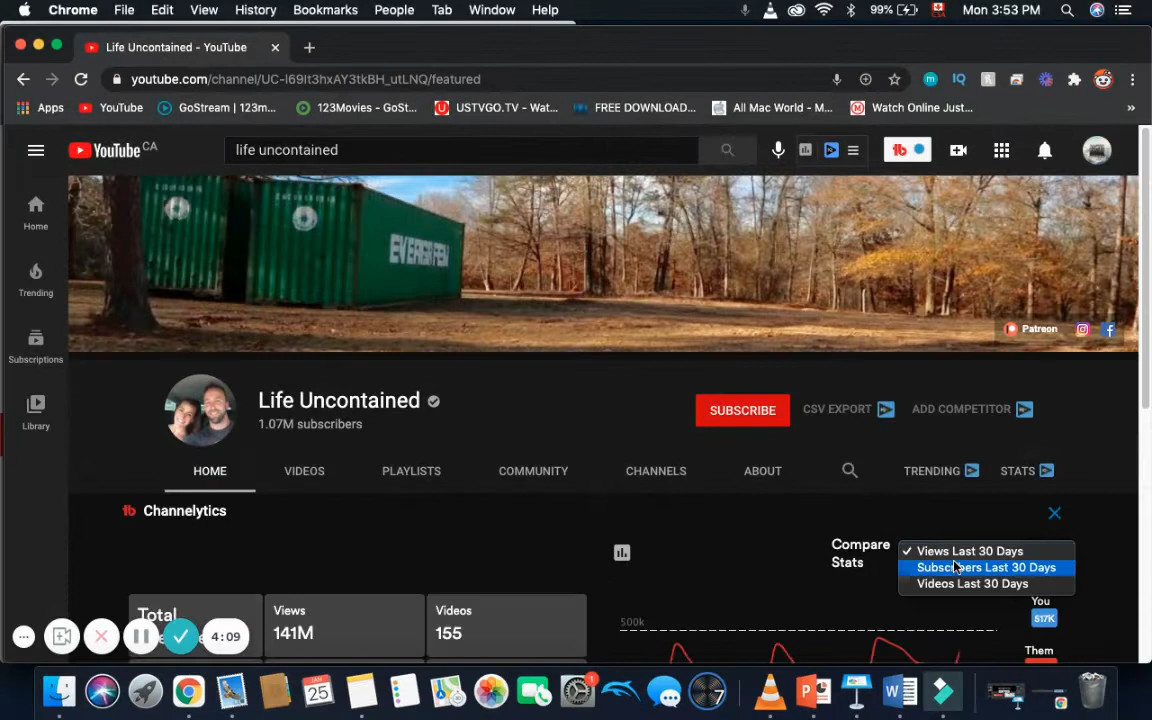 Chrome File Edit View History Bookmarks People Tab Window Help 99% Mon 3:53 PM
Life Uncontained - YouTube
youtube.com/channel/UC-I69It3hxAY3tkBH_utLNQ/featured
Apps YouTube GoStream | 123m... 123Movies - GoSt... USTVGO.TV - Wat... FREE DOWNLOAD... All Mac World - M... Watch Online Just... »
YouTube CA life uncontained
Home
Trending
Subscriptions
Library
EVERGREEN
Patreon
Life Uncontained
1.07M subscribers
SUBSCRIBE CSV EXPORT ADD COMPETITOR
HOME VIDEOS PLAYLISTS COMMUNITY CHANNELS ABOUT TRENDING STATS
tb Channelytics
Compare
Stats
✓ Views Last 30 Days
Subscribers Last 30 Days
Videos Last 30 Days
Total
Views
141M
Videos
155
500k
You
517K
Them
4:09
JAN
25
1
7